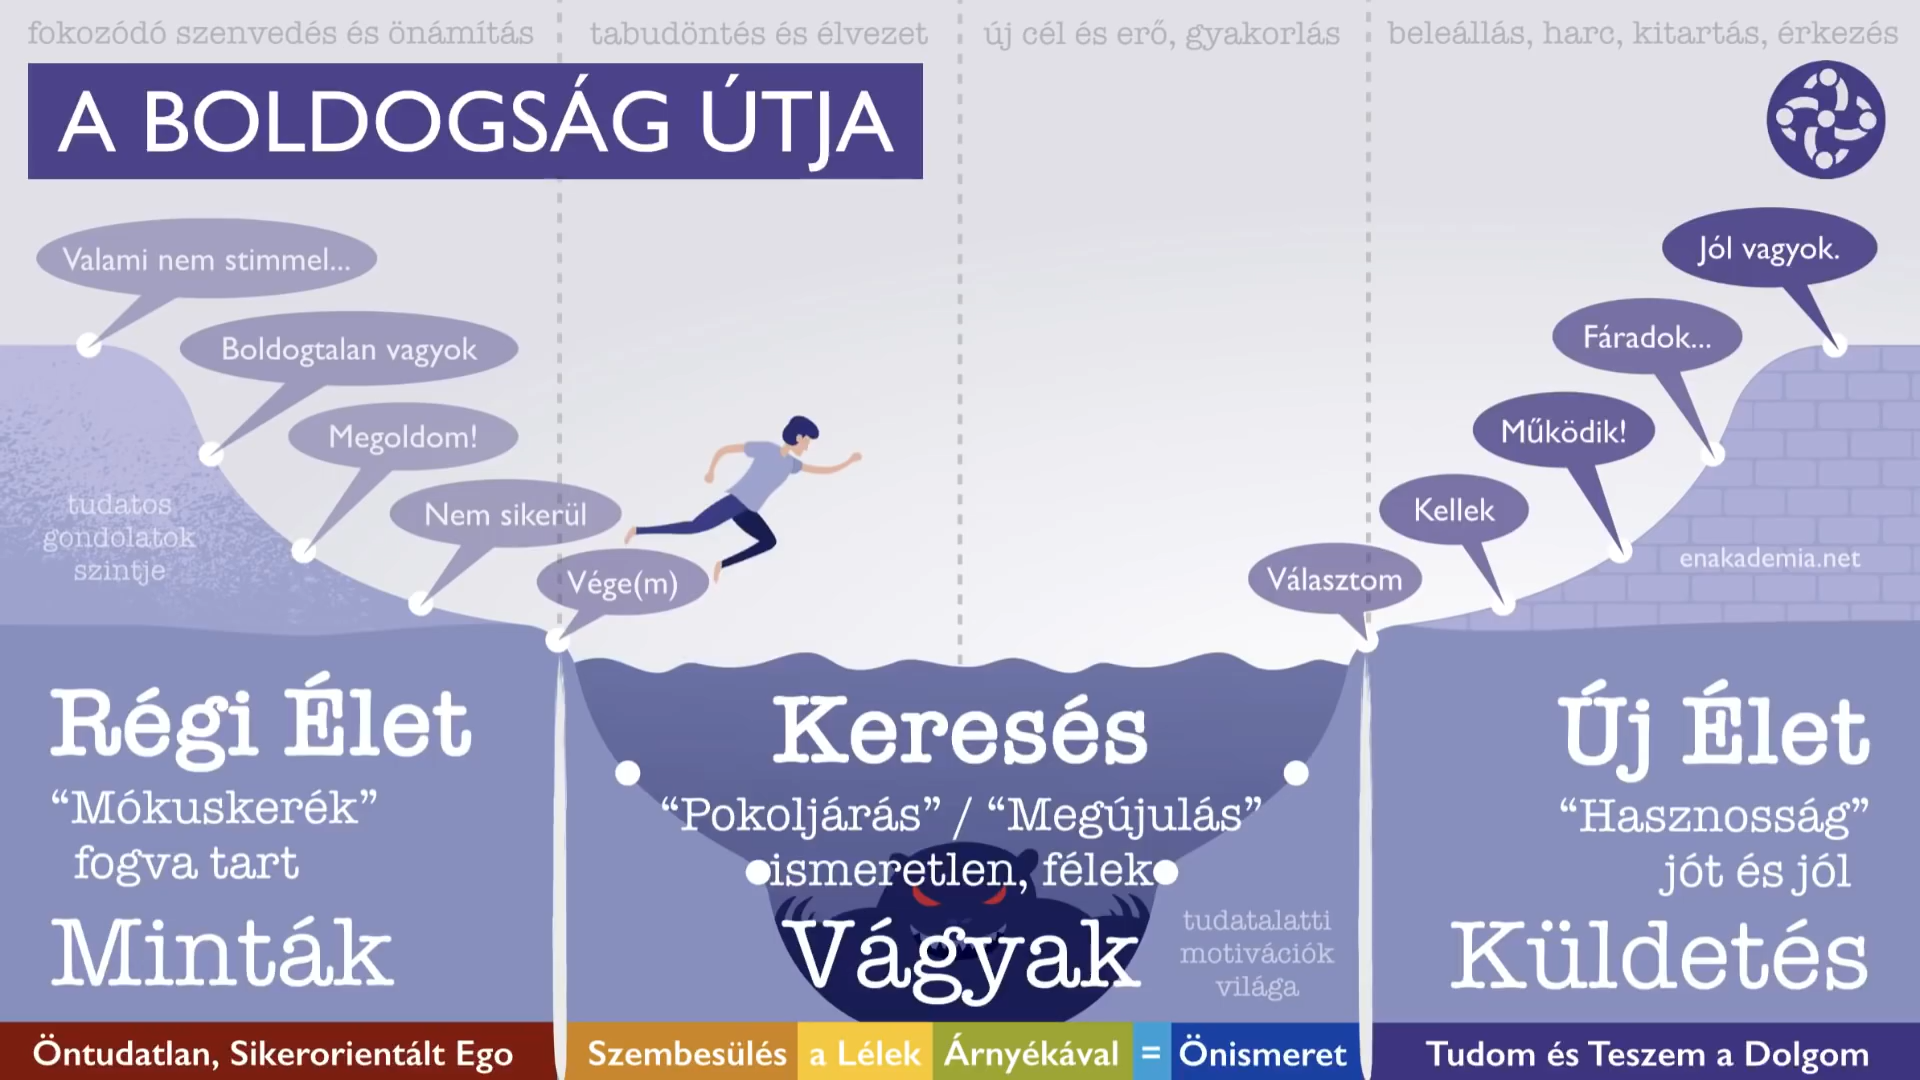 fokozódó szenvedés és önámítás
tabudöntés és élvezet
új cél és erő, gyakorlás
beleállás, harc, kitartás, érkezés
A BOLDOGSÁG ÚTJA
Valami nem stimmel...
Boldogtalan vagyok
Megoldom!
Nem sikerül
Vége(m)
Választom
Kellek
Működik!
Fáradok...
Jól vagyok.
tudatos
gondolatok
szintje
enakademia.net
Régi Élet
“Mókuskerék”
fogva tart
Minták
Keresés
“Pokoljárás” / “Megújulás”
ismeretlen, félek
Vágyak
tudatalatti
motivációk
világa
Új Élet
“Hasznosság”
jót és jól
Küldetés
Öntudatlan, Sikerorientált Ego
Szembesülés a Lélek Árnyékával = Önismeret
Tudom és Teszem a Dolgom